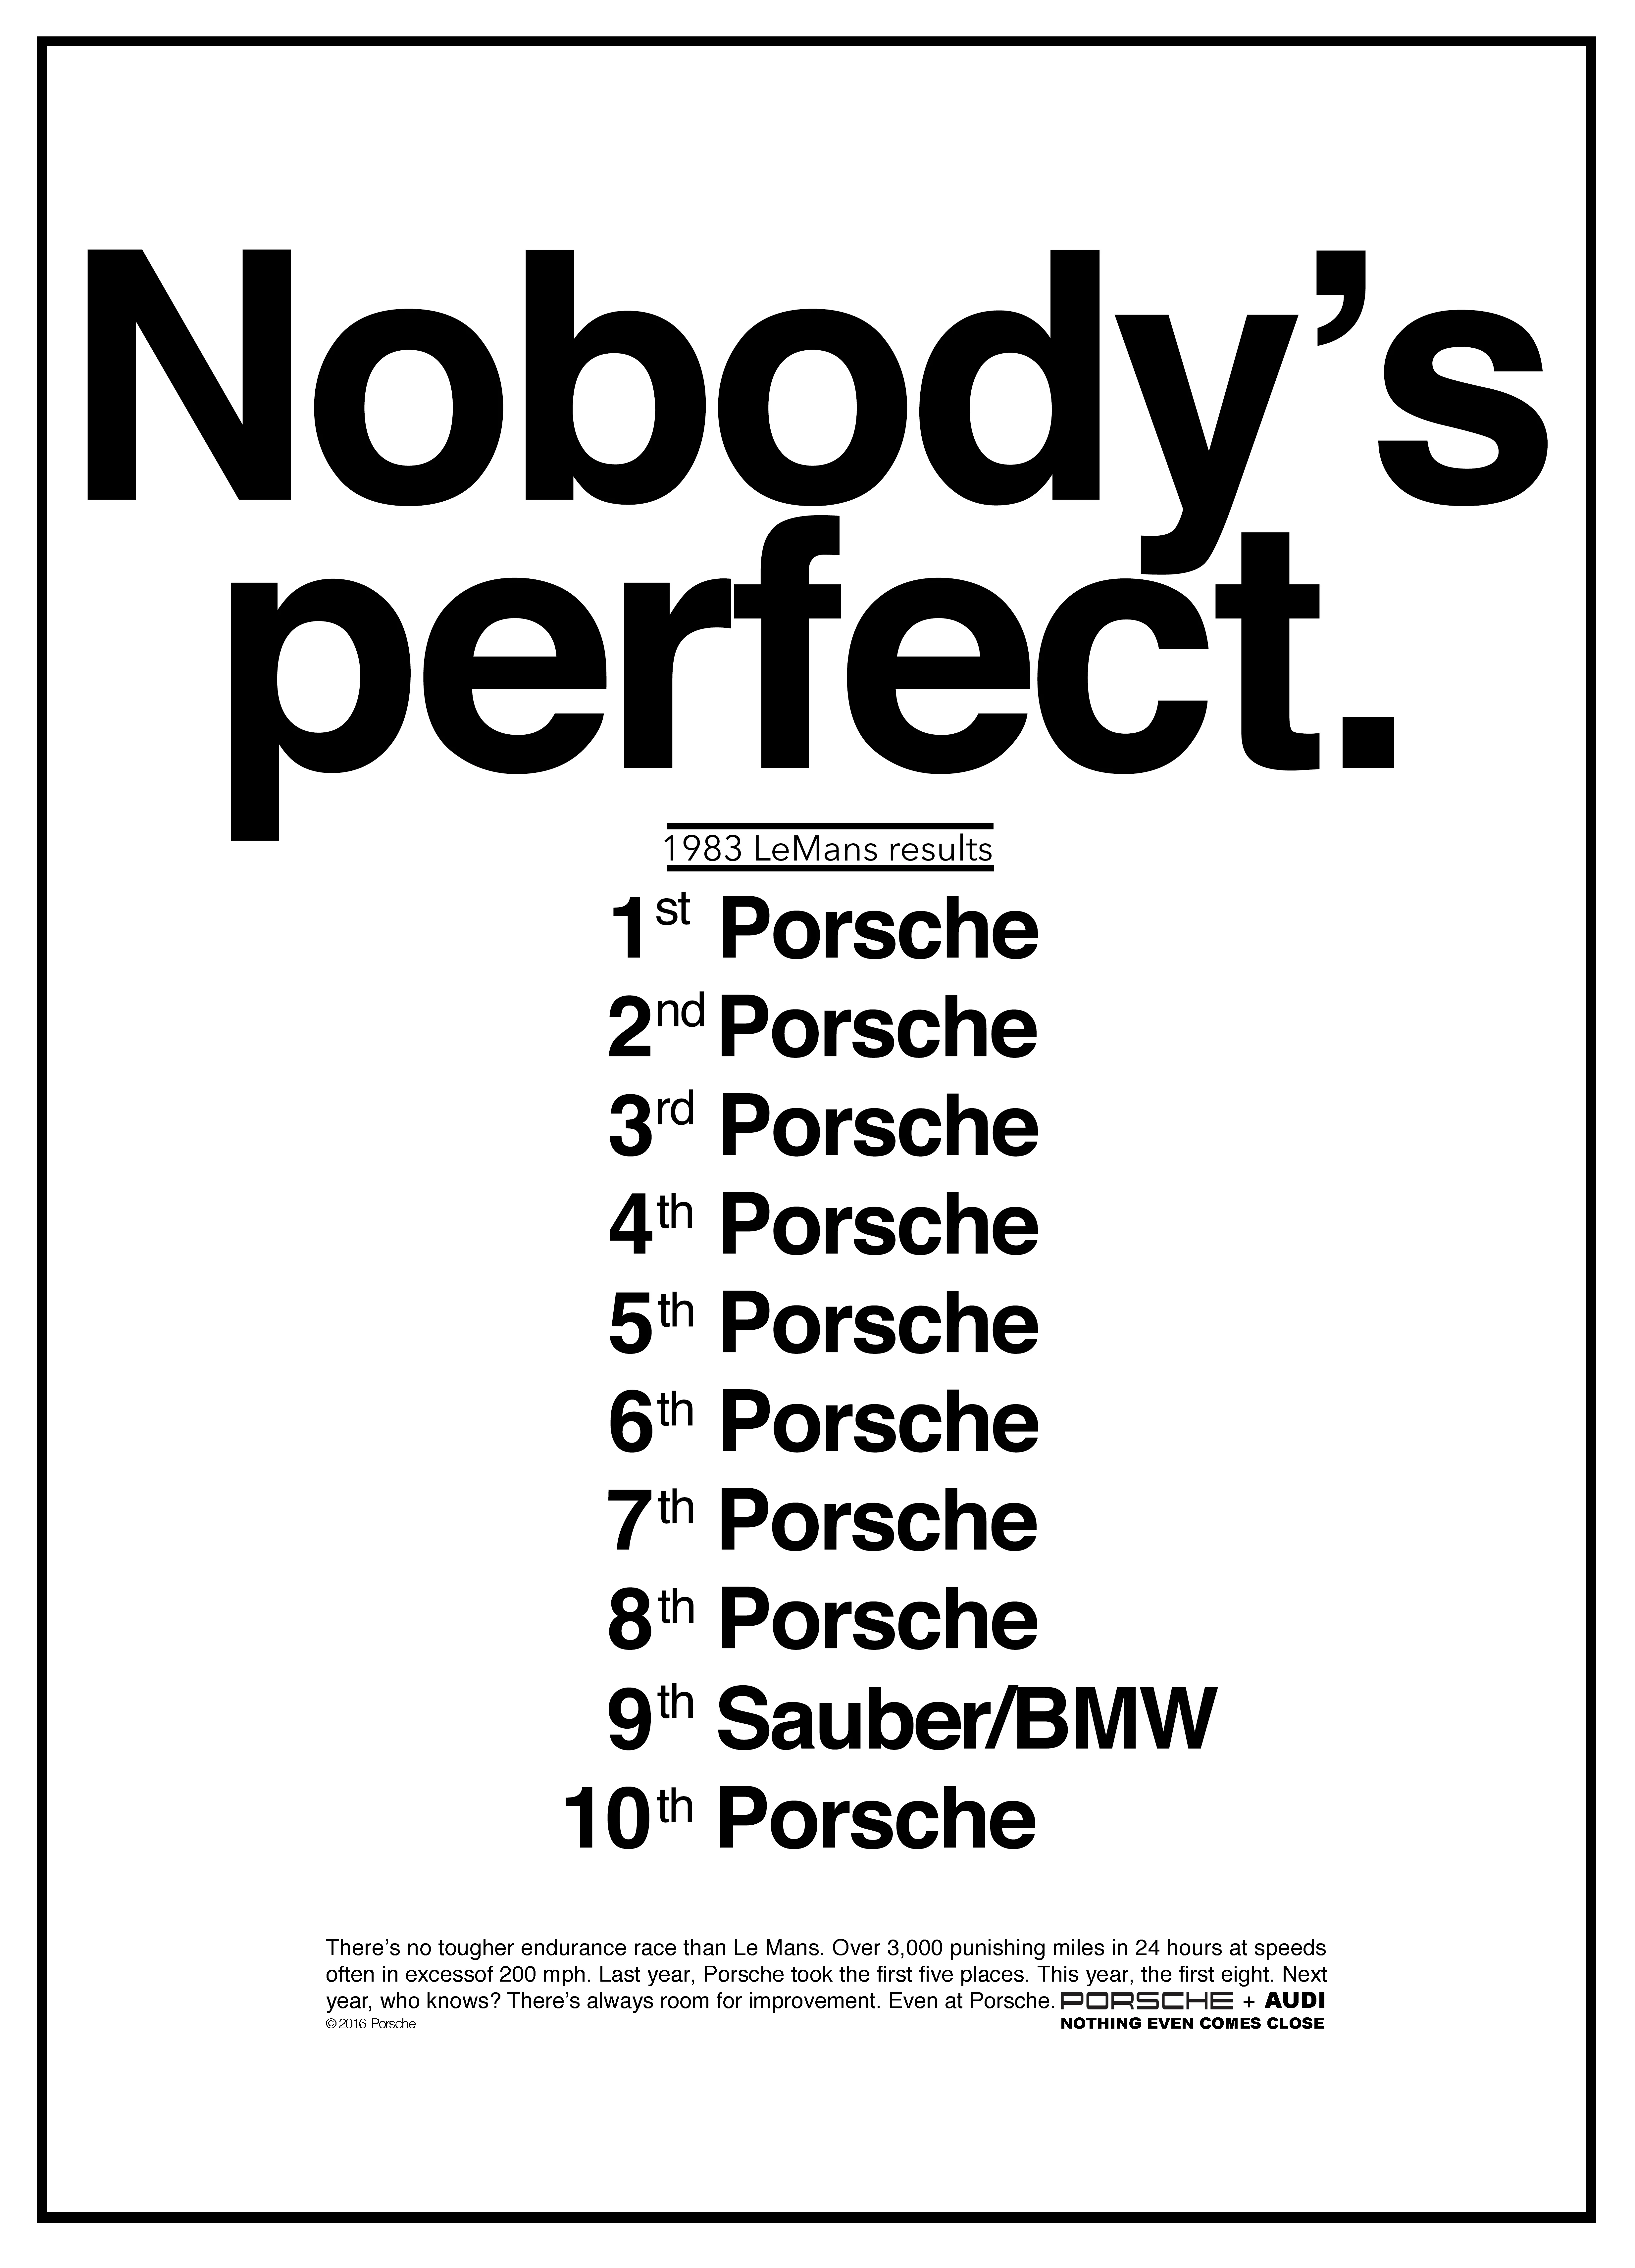 Nobody’s
perfect.
1983 LeMans results
1st Porsche
2nd Porsche
3rd Porsche
4th Porsche
5th Porsche
6th Porsche
7th Porsche
8th Porsche
9th Sauber/BMW
10th Porsche
There’s no tougher endurance race than Le Mans. Over 3,000 punishing miles in 24 hours at speeds
often in excessof 200 mph. Last year, Porsche took the first five places. This year, the first eight. Next
year, who knows? There’s always room for improvement. Even at Porsche. PORSCHE + AUDI
© 2016 Porsche NOTHING EVEN COMES CLOSE